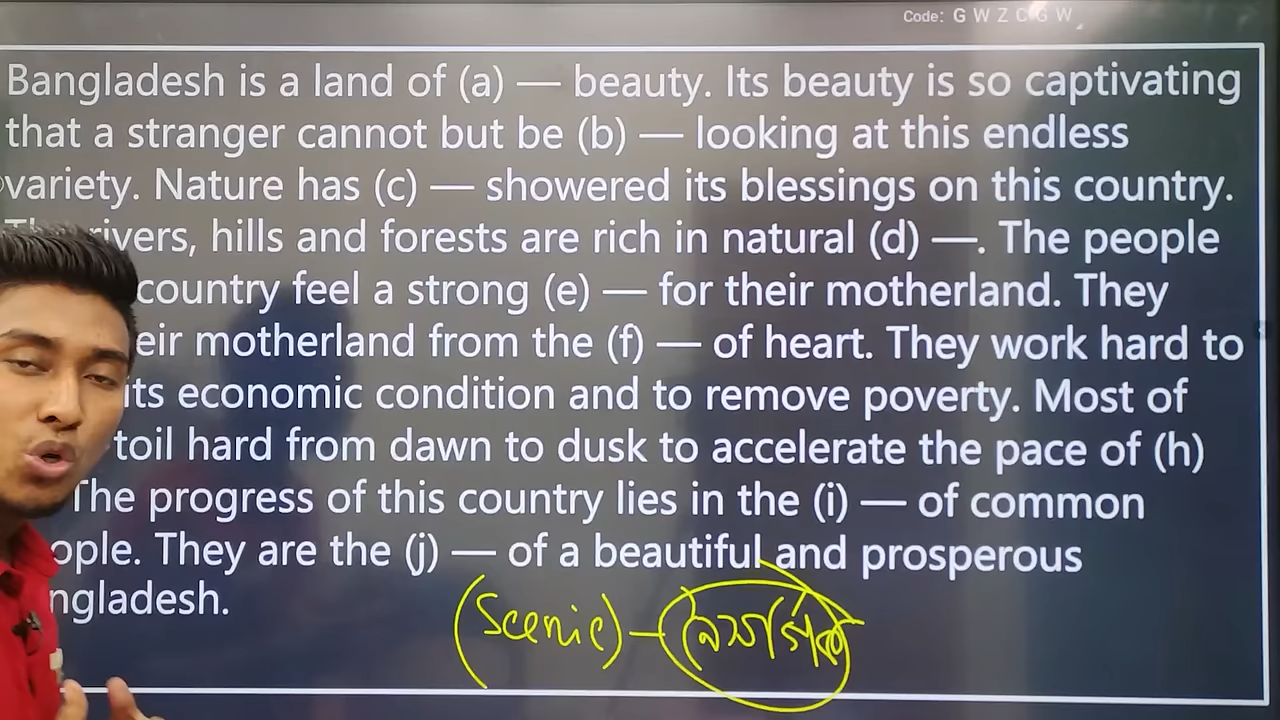 Code: G W Z C G W
Bangladesh is a land of (a) — beauty. Its beauty is so captivating
that a stranger cannot but be (b) — looking at this endless
variety. Nature has (c) — showered its blessings on this country.
rivers, hills and forests are rich in natural (d) —. The people
country feel a strong (e) — for their motherland. They
eir motherland from the (f) — of heart. They work hard to
its economic condition and to remove poverty. Most of
toil hard from dawn to dusk to accelerate the pace of (h)
The progress of this country lies in the (i) — of common
ople. They are the (j) — of a beautiful and prosperous
ngladesh.
(Scenic) — নৈসর্গিক